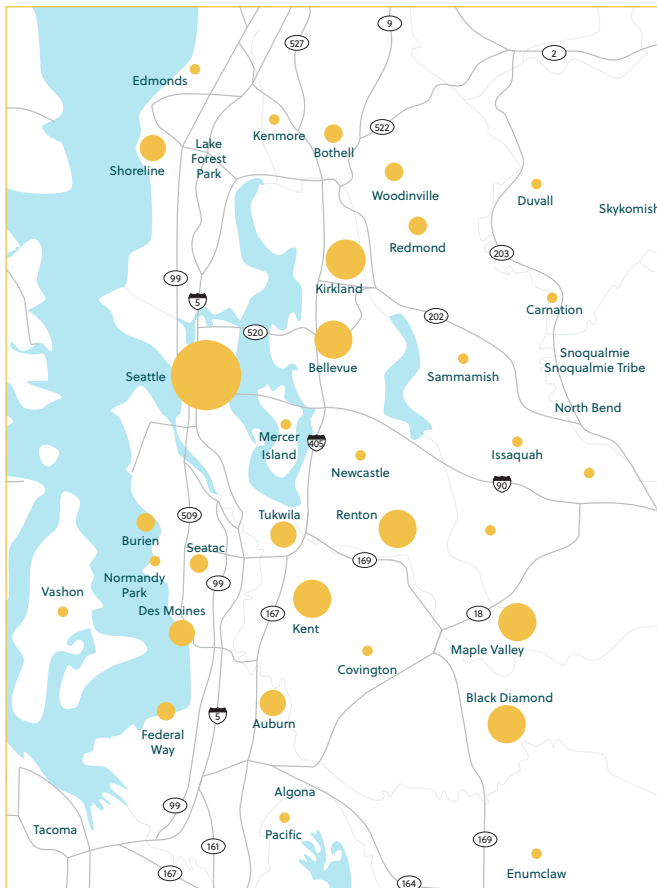 9
527
2
Edmonds
Kenmore
522
Bothell
Lake
Forest
Park
Shoreline
Woodinville
Duvall
Skykomish
Redmond
203
99
Kirkland
5
Carnation
202
520
Bellevue
Snoqualmie
Snoqualmie Tribe
Seattle
Sammamish
North Bend
Mercer
Island
405
Newcastle
Issaquah
90
509
Tukwila
Renton
Burien
Seatac
169
Normandy
Park
99
Vashon
Des Moines
167
18
Kent
Maple Valley
Covington
Black Diamond
5
Auburn
Federal
Way
Algona
99
Tacoma
Pacific
161
169
167
164
Enumclaw